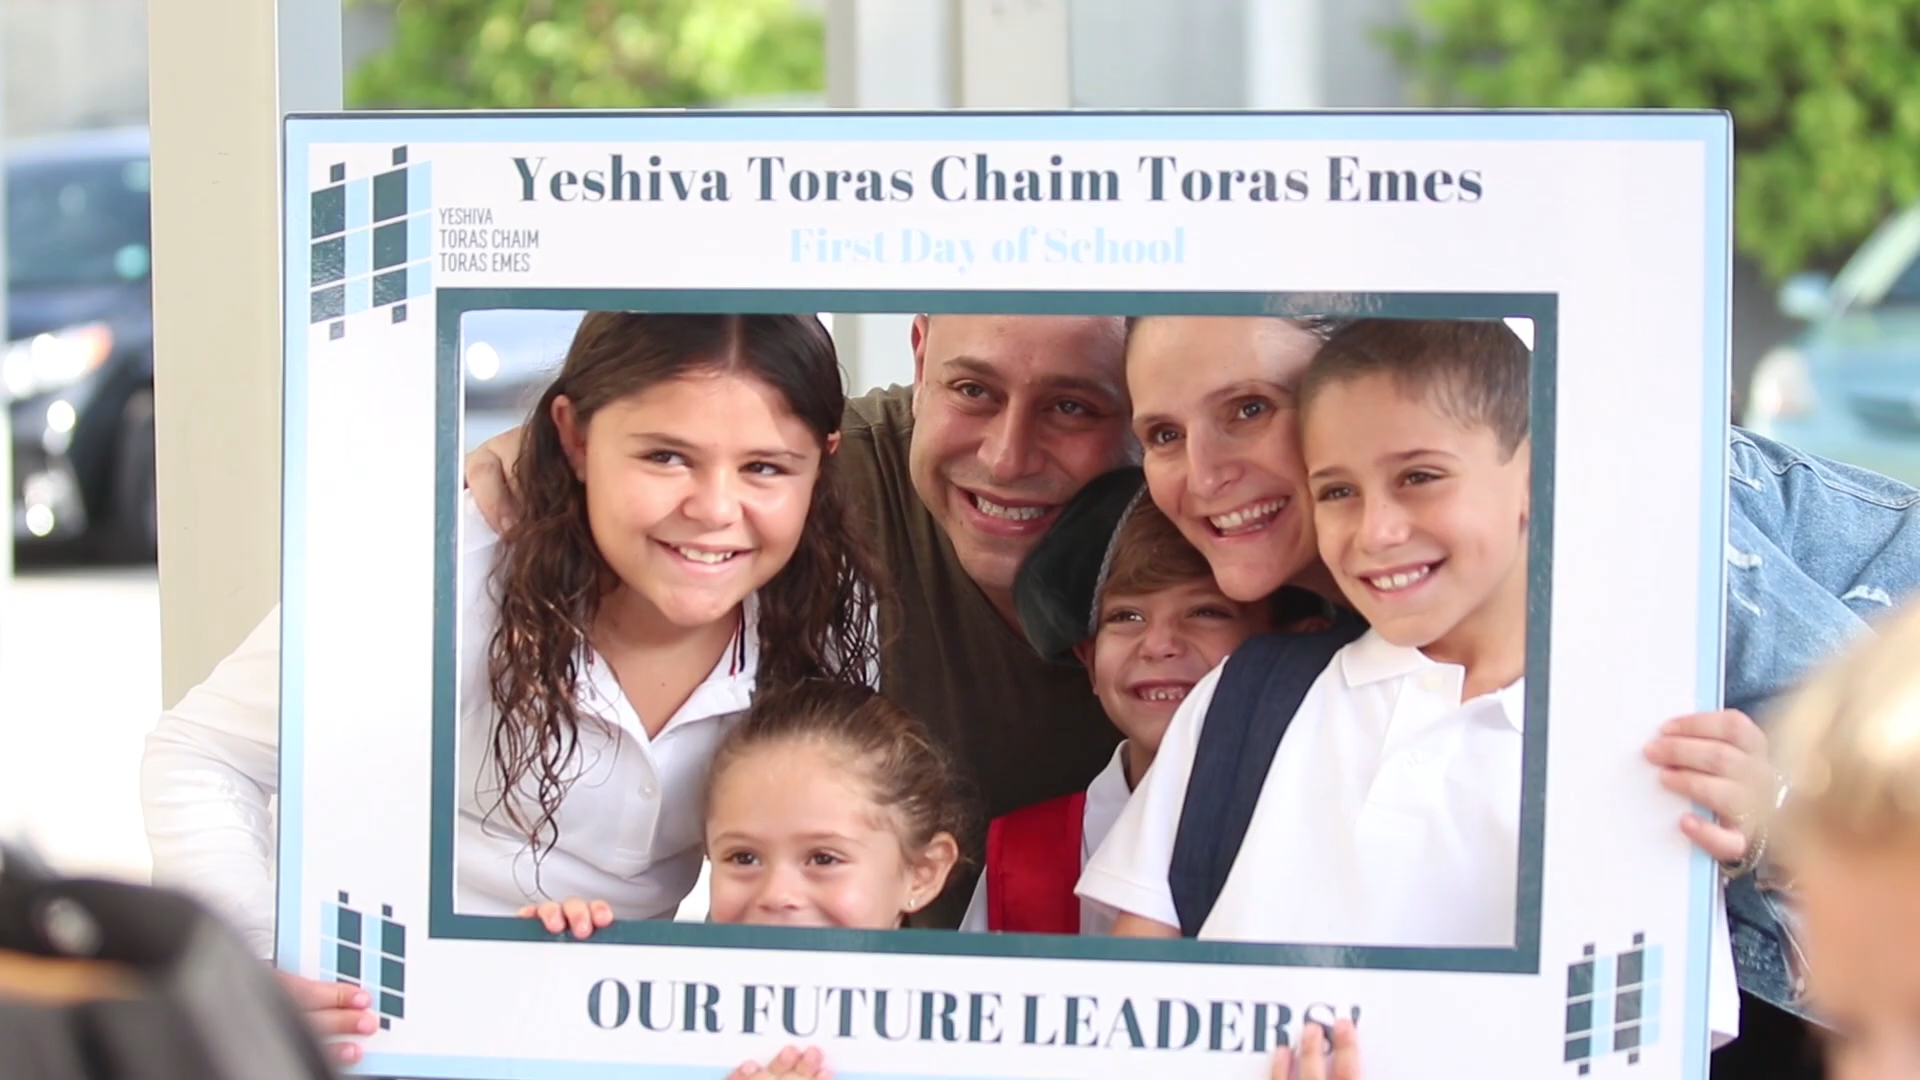 Yeshiva Toras Chaim Toras Emes
First Day of School
YESHIVA
TORAS CHAIM
TORAS EMES
OUR FUTURE LEADERS!